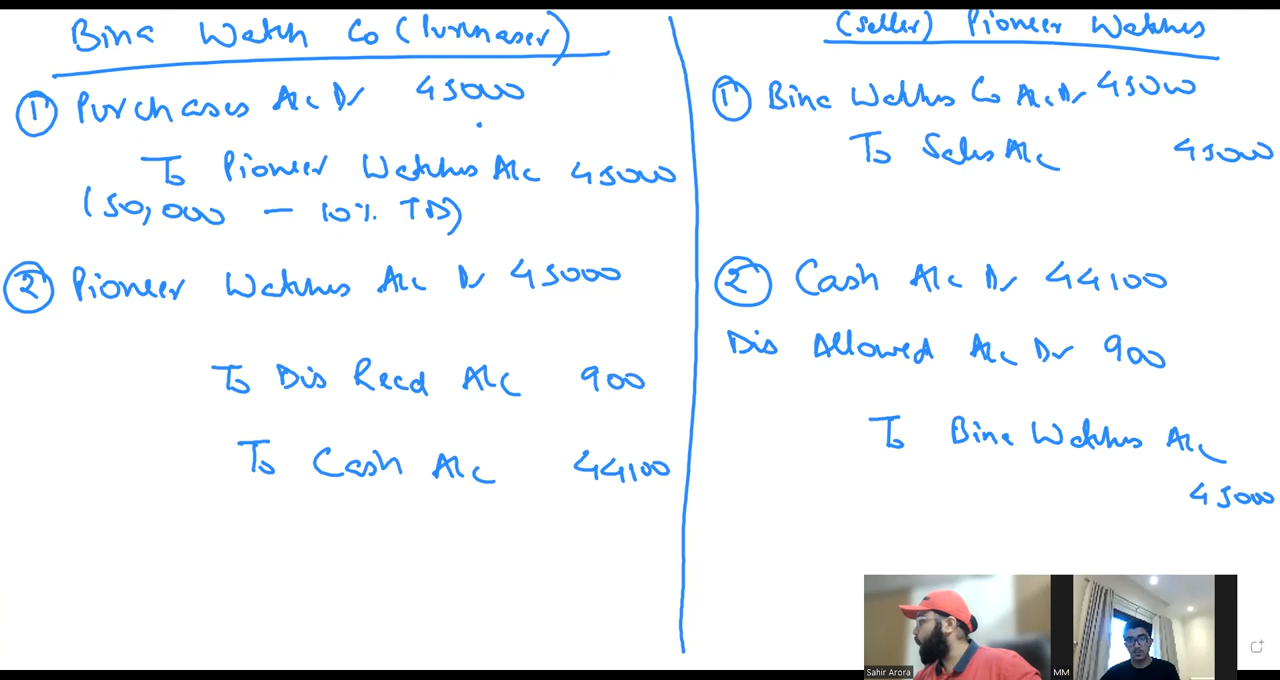 Bina Watch Co (Purchaser)
① Purchases A/c Dr 45000
To Pioneer Watches A/c 45000
(50,000 - 10% TD)
② Pioneer Watches A/c Dr 45000
To Dis Recd A/c 900
To Cash A/c 44100
(Seller) Pioneer Watches
① Bina Watches Co A/c Dr 45000
To Sales A/c 45000
② Cash A/c Dr 44100
Dis Allowed A/c Dr 900
To Bina Watches A/c
45000
Sahir Arora
MM